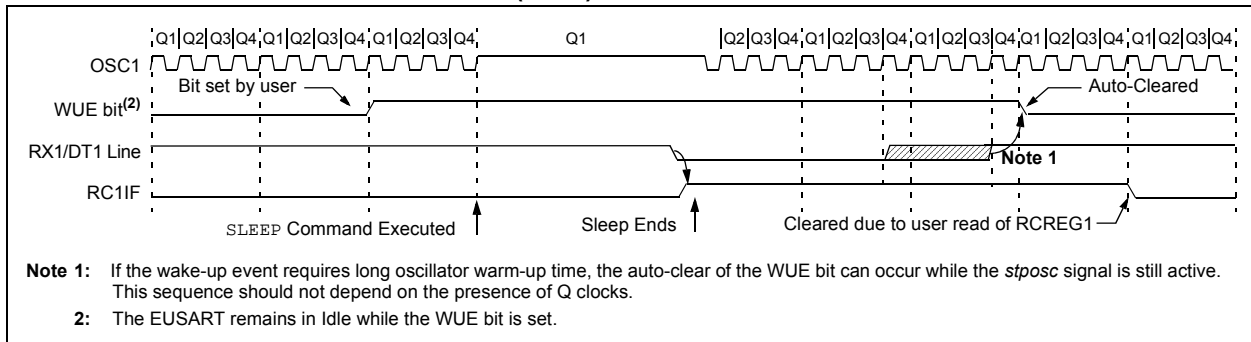 Q1 Q2 Q3 Q4 Q1 Q2 Q3 Q4 Q1 Q2 Q3 Q4 Q1 Q2 Q3 Q4 Q1 Q2 Q3 Q4 Q1 Q2 Q3 Q4 Q1 Q2 Q3 Q4 Q1 Q2 Q3 Q4
OSC1
Bit set by user
Auto-Cleared
WUE bit(2)
RX1/DT1 Line
Note 1
RC1IF
SLEEP Command Executed
Sleep Ends
Cleared due to user read of RCREG1
Note 1: If the wake-up event requires long oscillator warm-up time, the auto-clear of the WUE bit can occur while the stposc signal is still active.
This sequence should not depend on the presence of Q clocks.
2: The EUSART remains in Idle while the WUE bit is set.